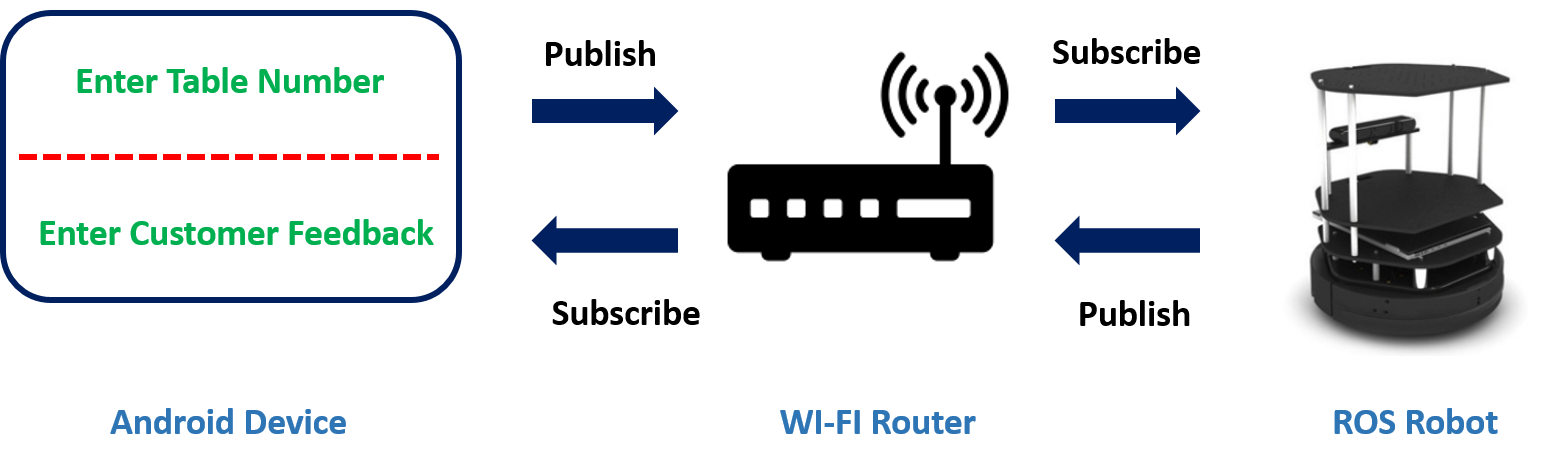 Enter Table Number
Enter Customer Feedback
Publish
Subscribe
Subscribe
Publish
Android Device
WI-FI Router
ROS Robot